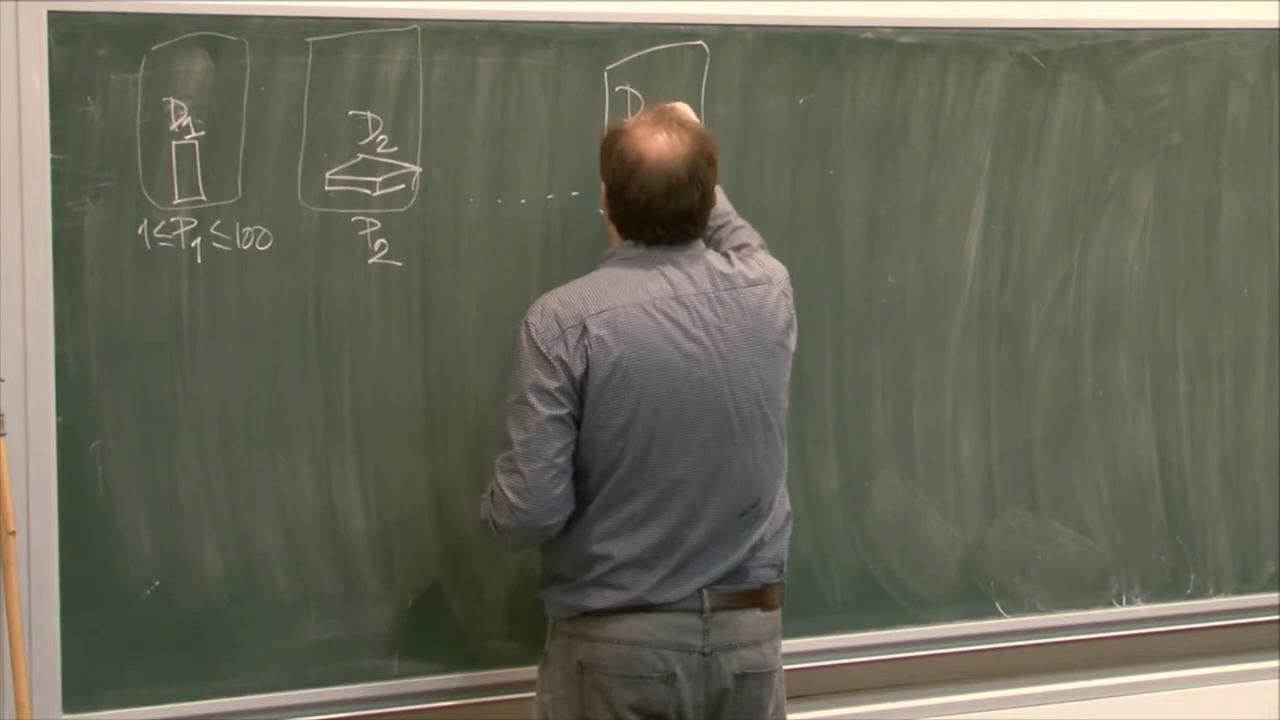 D₁
1≤P₁≤100
D₂
P₂
. . . . .
D